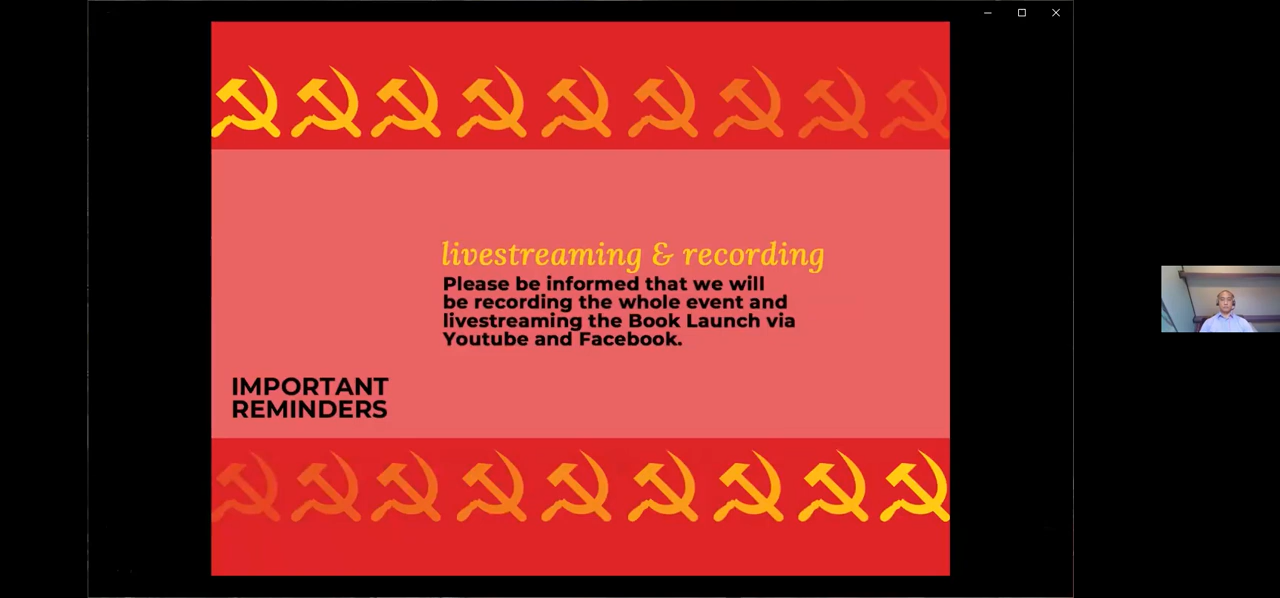 livestreaming & recording
Please be informed that we will
be recording the whole event and
livestreaming the Book Launch via
Youtube and Facebook.
IMPORTANT
REMINDERS